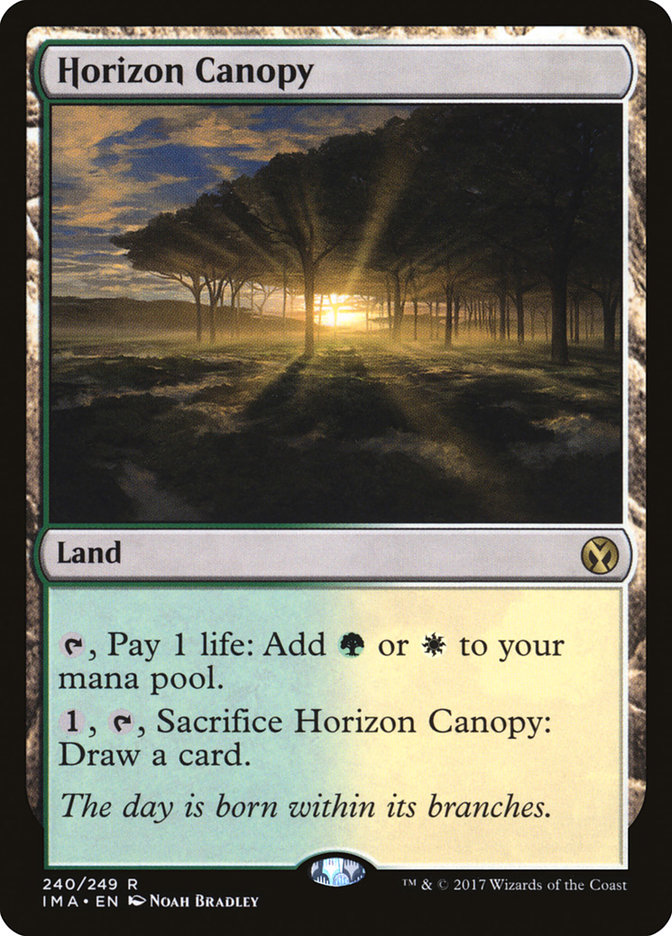 Horizon Canopy
Land
, Pay 1 life: Add or to your
mana pool.
1, , Sacrifice Horizon Canopy:
Draw a card.
The day is born within its branches.
240/249 R
IMA • EN Noah Bradley
™ & © 2017 Wizards of the Coast